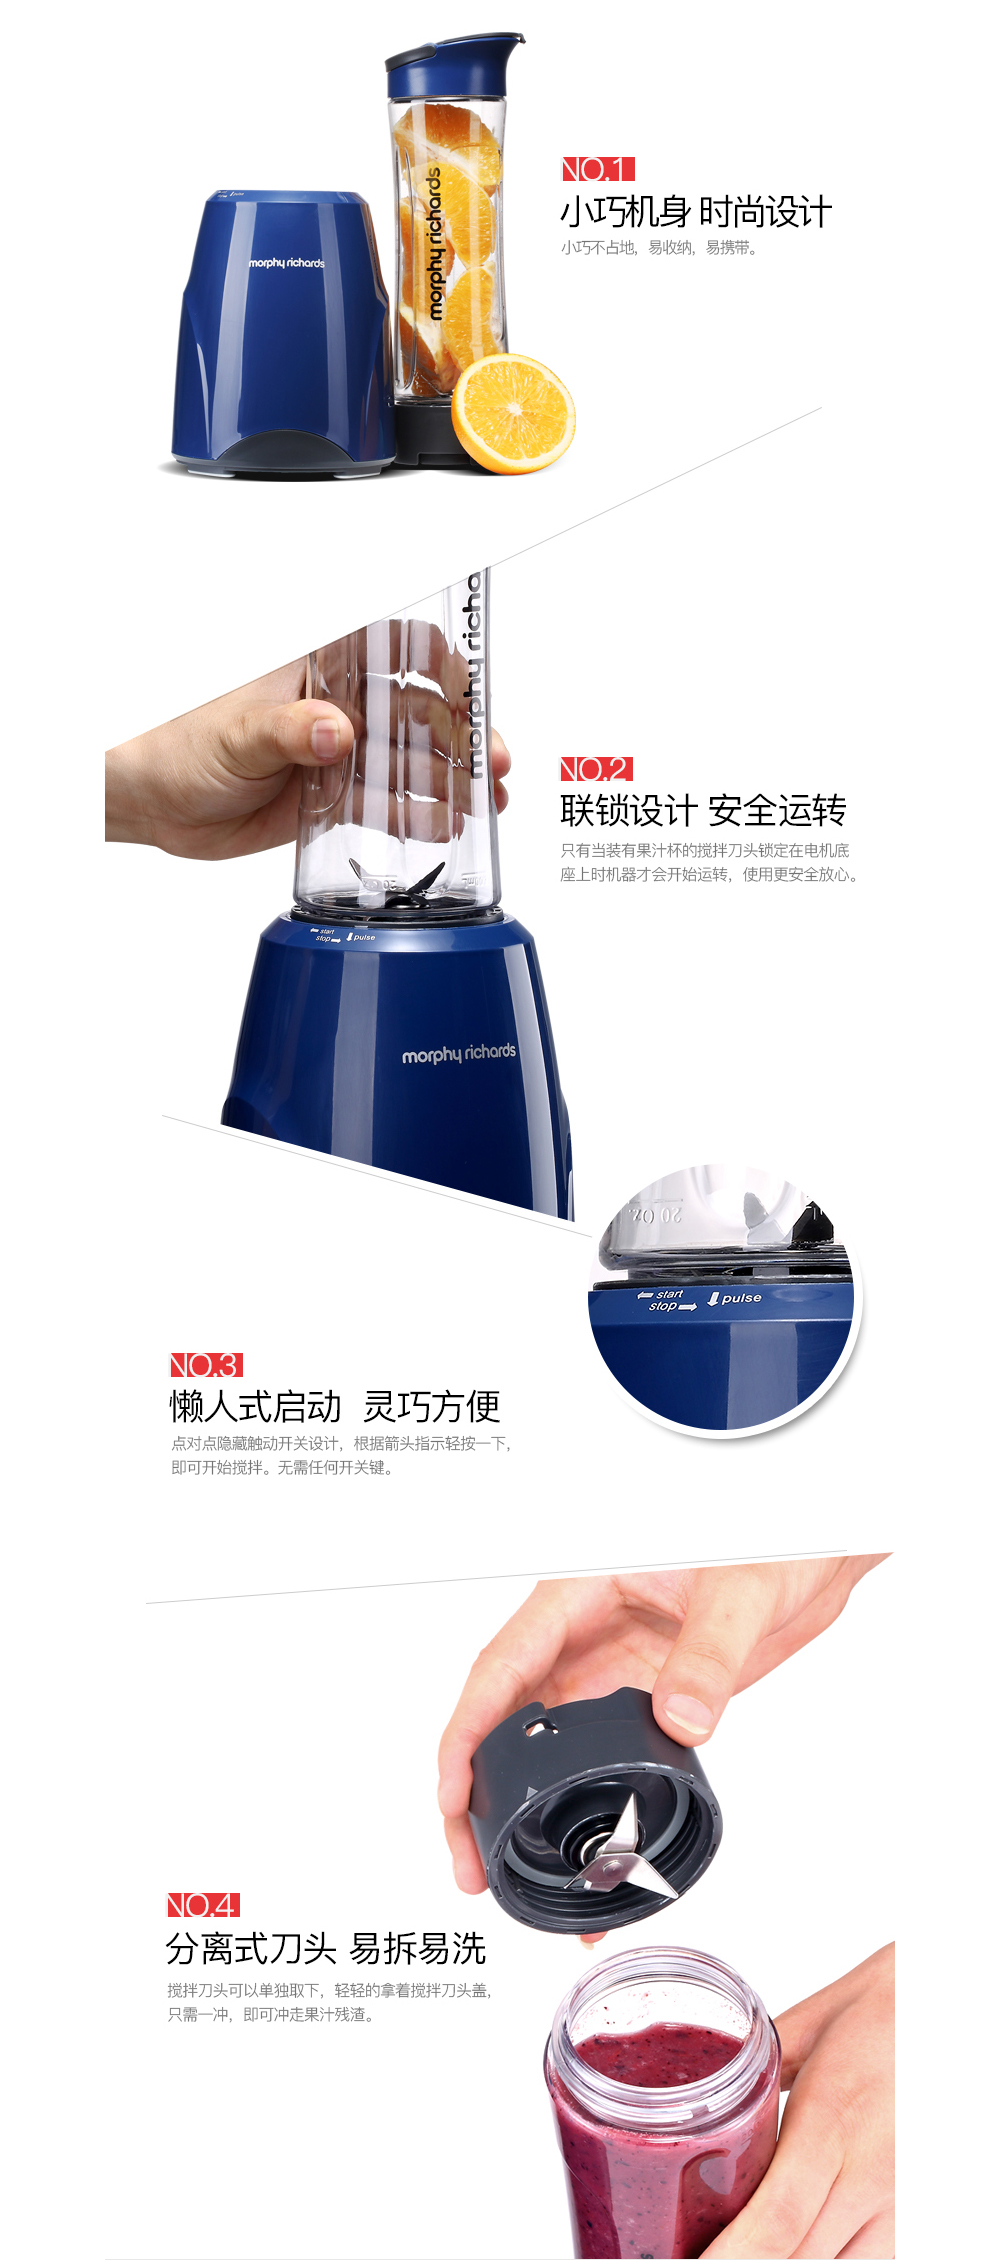 morphy richards
morphy richards
NO.1
小巧机身 时尚设计
小巧不占地，易收纳，易携带。
morphy richa
NO.2
联锁设计 安全运转
只有当装有果汁杯的搅拌刀头锁定在电机底
座上时机器才会开始运转，使用更安全放心。
start
stop pulse
morphy richards
20 Oz.
start
stop pulse
NO.3
懒人式启动 灵巧方便
点对点隐藏触动开关设计，根据箭头指示轻按一下，
即可开始搅拌。无需任何开关键。
NO.4
分离式刀头 易拆易洗
搅拌刀头可以单独取下，轻轻的拿着搅拌刀头盖，
只需一冲，即可冲走果汁残渣。